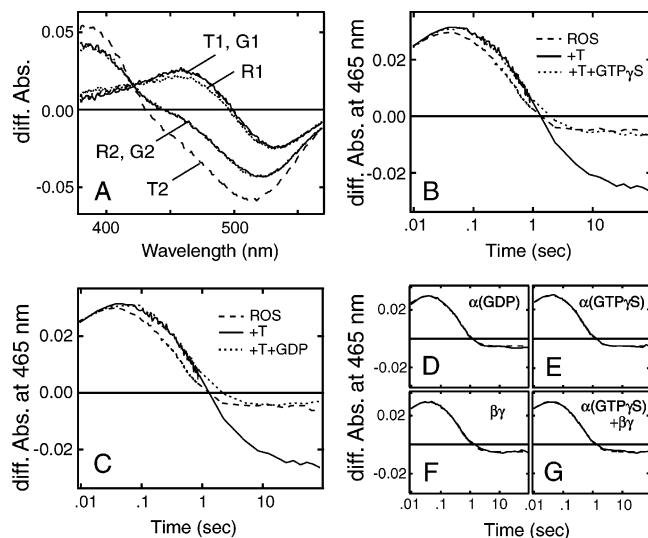 0.05
0.00
-0.05
diff. Abs.
T1, G1
R1
R2, G2
T2
A
400
500
Wavelength (nm)
0.02
0.00
-0.02
diff. Abs. at 465 nm
ROS
+T
+T+GTPγS
B
.01
.1
1
10
Time (sec)
0.02
0.00
-0.02
diff. Abs. at 465 nm
ROS
+T
+T+GDP
C
.01
.1
1
10
Time (sec)
diff. Abs. at 465 nm
0.02
-0.02
α(GDP)
D
α(GTPγS)
E
0.02
-0.02
βγ
F
α(GTPγS)
+βγ
G
.01
.1
1
10
.01
.1
1
10
Time (sec)
Time (sec)